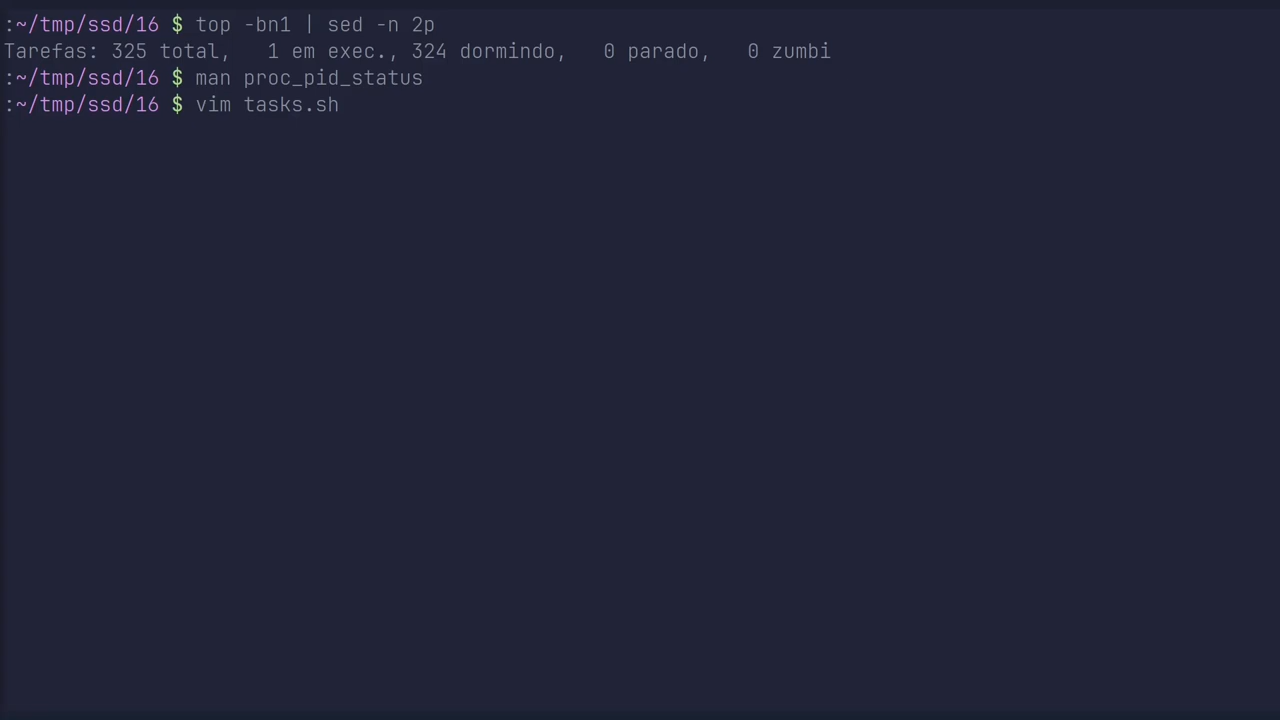 :~/tmp/ssd/16 $ top -bn1 | sed -n 2p
Tarefas: 325 total,   1 em exec., 324 dormindo,   0 parado,   0 zumbi
:~/tmp/ssd/16 $ man proc_pid_status
:~/tmp/ssd/16 $ vim tasks.sh